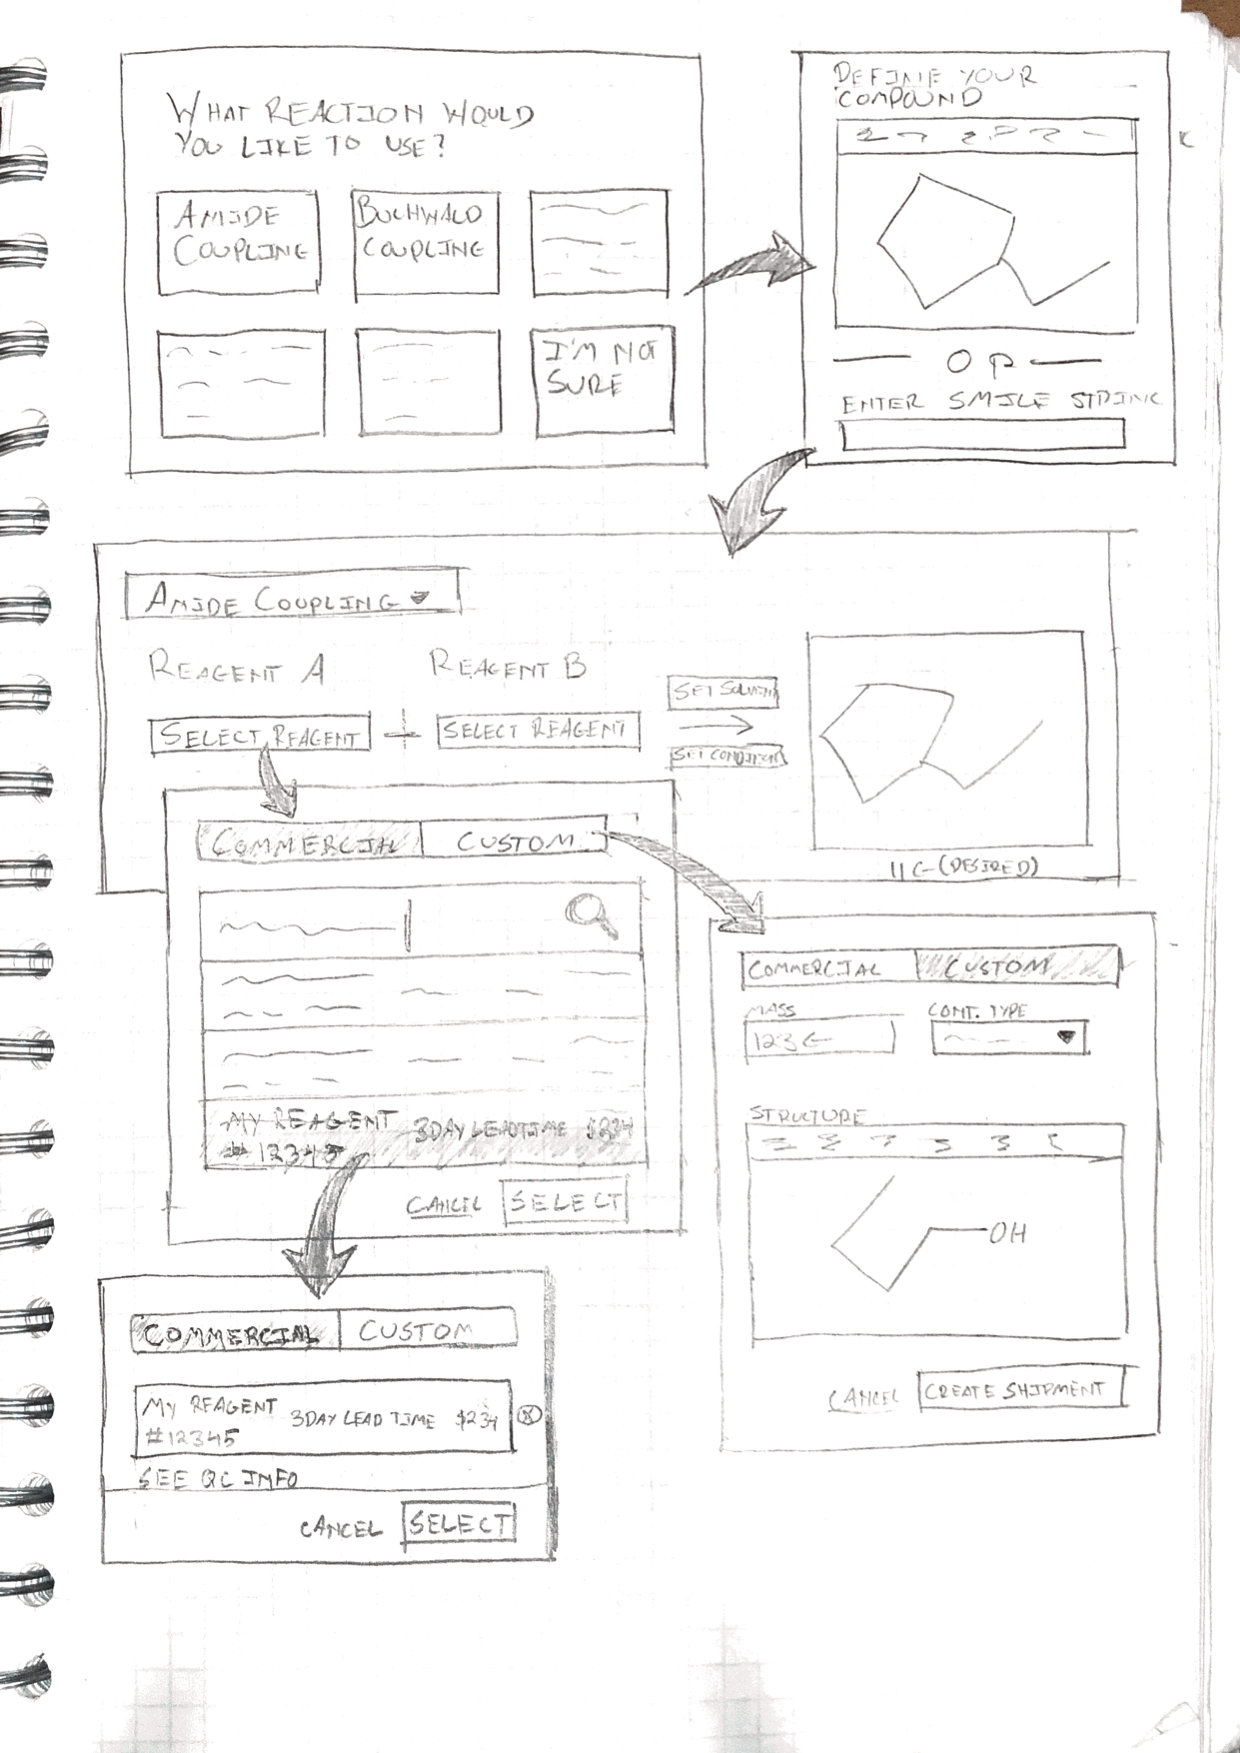 WHAT REACTION WOULD
YOU LIKE TO USE?
AMIDE
COUPLING
BUCHWALD
COUPLING
I'M NOT
SURE
DEFINE YOUR
COMPOUND
OR
ENTER SMILE STRING
AMIDE COUPLING
REAGENT A
SELECT REAGENT
+
REAGENT B
SELECT REAGENT
SET SOLVENT
SET CONDITIONS
(DESIRED)
COMMERCIAL
CUSTOM
MY REAGENT
#12345
3DAY LEADTIME
$234
CANCEL
SELECT
COMMERCIAL
CUSTOM
MASS
123G
CONT. TYPE
STRUCTURE
OH
CANCEL
CREATE SHIPMENT
COMMERCIAL
CUSTOM
MY REAGENT
#12345
3DAY LEAD TIME
$234
SEE QC INFO
CANCEL
SELECT